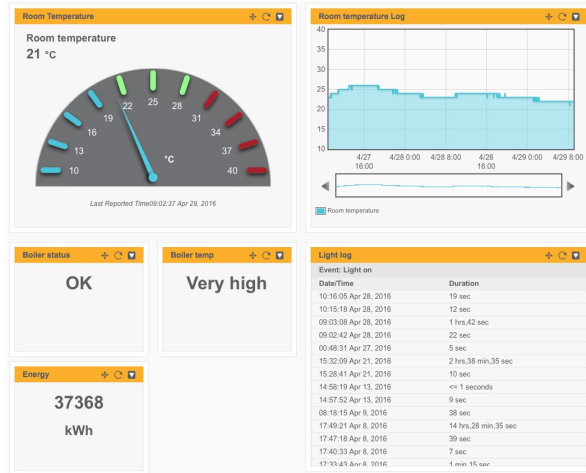 Room Temperature
Room temperature
21 °C
10
13
16
19
22
25
28
31
34
37
40
°C
Last Reported Time09:02:37 Apr 29, 2016
Room temperature Log
40
35
30
25
20
15
10
4/27 16:00
4/28 0:00
4/28 8:00
4/28 16:00
4/29 0:00
4/29 8:00
Room temperature
Boiler status
OK
Boiler temp
Very high
Light log
Event: Light on
Date/Time Duration
10:16:05 Apr 28, 2016 19 sec
10:15:18 Apr 28, 2016 12 sec
09:03:08 Apr 28, 2016 1 hrs,42 sec
09:02:42 Apr 28, 2016 22 sec
00:48:31 Apr 27, 2016 5 sec
15:32:09 Apr 21, 2016 2 hrs,38 min,35 sec
15:28:41 Apr 21, 2016 10 sec
14:58:19 Apr 13, 2016 <= 1 seconds
14:57:52 Apr 13, 2016 9 sec
08:18:15 Apr 9, 2016 38 sec
17:49:21 Apr 8, 2016 14 hrs,28 min,35 sec
17:47:18 Apr 8, 2016 39 sec
17:40:33 Apr 8, 2016 7 sec
17:33:43 Apr 8, 2016 1 min,15 sec
Energy
37368
kWh